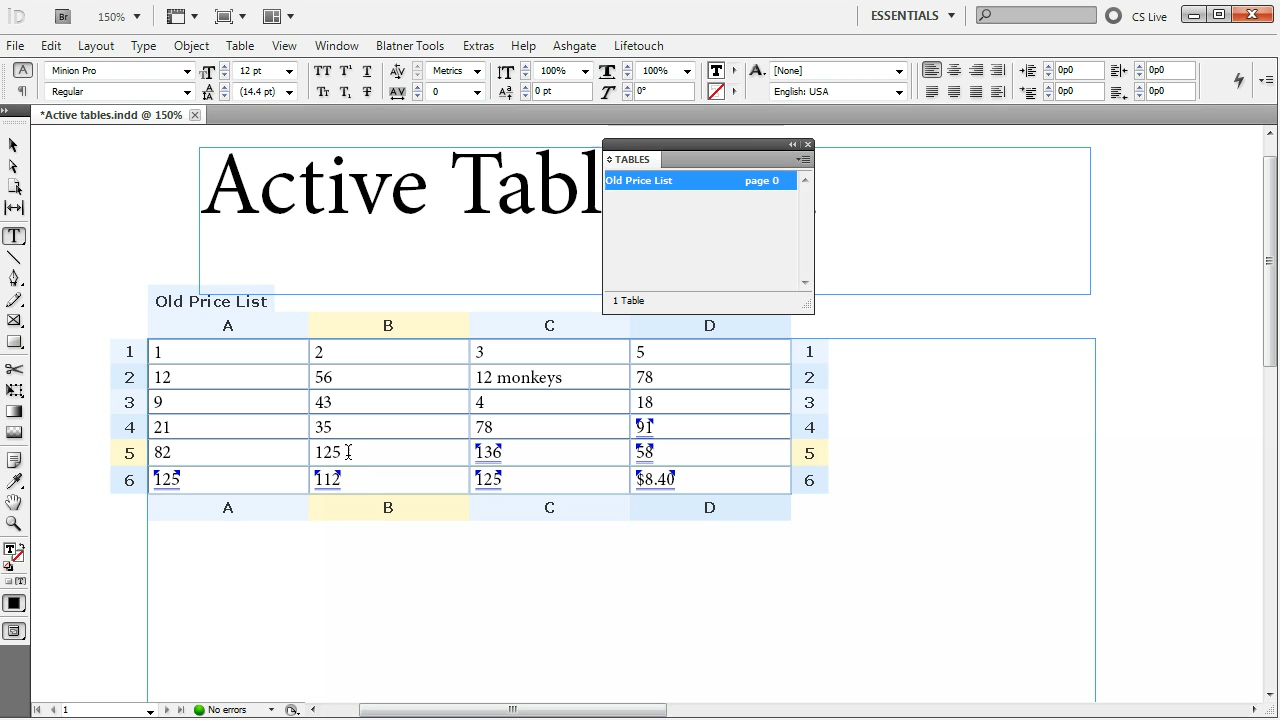 Br 150% ESSENTIALS CS Live
File Edit Layout Type Object Table View Window Blatner Tools Extras Help Ashgate Lifetouch
A Minion Pro 12 pt Metrics 100% 100% [None] 0p0 0p0
Regular (14.4 pt) 0 0 pt 0° English: USA 0p0 0p0
*Active tables.indd @ 150%
Active Tabl
TABLES
Old Price List page 0
1 Table
Old Price List
A B C D
1 1 2 3 5 1
2 12 56 12 monkeys 78 2
3 9 43 4 18 3
4 21 35 78 91 4
5 82 125 136 58 5
6 125 112 125 $8.40 6
A B C D
1 No errors